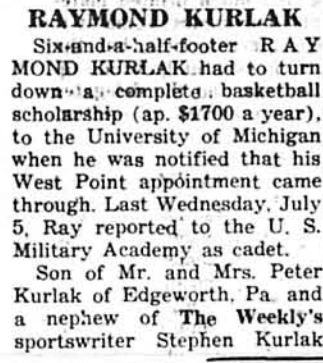 RAYMOND KURLAK
Six-and-a-half-footer R A Y
MOND KURLAK had to turn
down a complete basketball
scholarship (ap. $1700 a year),
to the University of Michigan
when he was notified that his
West Point appointment came
through. Last Wednesday, July
5, Ray reported to the U. S.
Military Academy as cadet.
Son of Mr. and Mrs. Peter
Kurlak of Edgeworth, Pa. and
a nephew of The Weekly's
sportswriter Stephen Kurlak